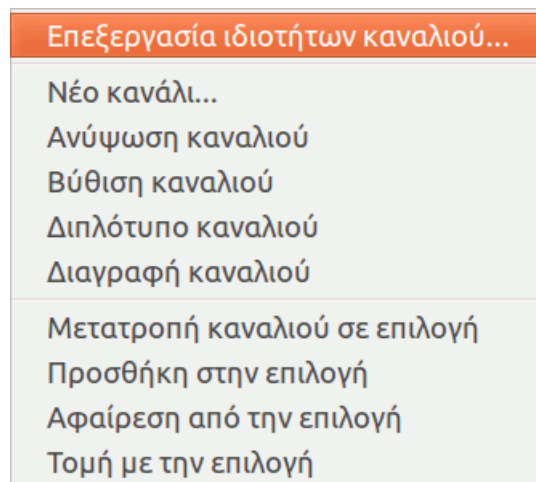 Επεξεργασία ιδιοτήτων καναλιού...
Νέο κανάλι...
Ανύψωση καναλιού
Βύθιση καναλιού
Διπλότυπο καναλιού
Διαγραφή καναλιού
Μετατροπή καναλιού σε επιλογή
Προσθήκη στην επιλογή
Αφαίρεση από την επιλογή
Τομή με την επιλογή